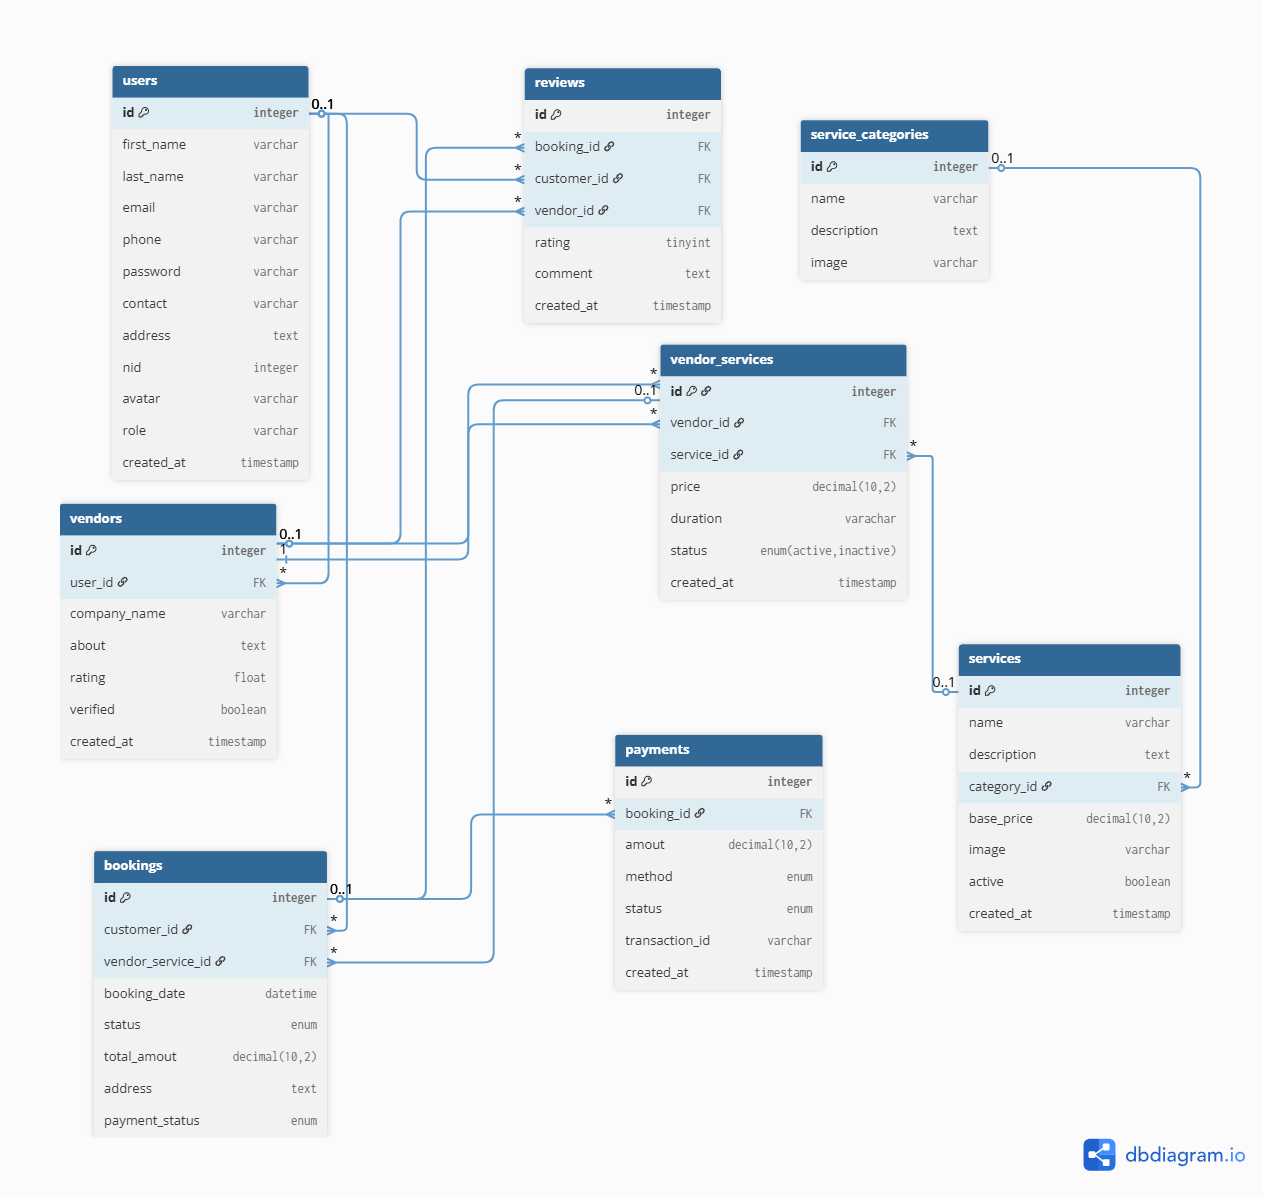 users
id integer
first_name varchar
last_name varchar
email varchar
phone varchar
password varchar
contact varchar
address text
nid integer
avatar varchar
role varchar
created_at timestamp
0..1
reviews
id integer
* booking_id FK
* customer_id FK
* vendor_id FK
rating tinyint
comment text
created_at timestamp
service_categories
id integer
0..1
name varchar
description text
image varchar
vendor_services
* id integer
0..1
* vendor_id FK
service_id FK *
price decimal(10,2)
duration varachar
status enum(active,inactive)
created_at timestamp
vendors
id integer
0..1
1
user_id FK *
company_name varchar
about text
rating float
verified boolean
created_at timestamp
services
0..1 id integer
name varchar
description text
category_id FK *
base_price decimal(10,2)
image varchar
active boolean
created_at timestamp
payments
id integer
* booking_id FK
amout decimal(10,2)
method enum
status enum
transaction_id varchar
created_at timestamp
bookings
id integer 0..1
customer_id FK *
vendor_service_id FK *
booking_date datetime
status enum
total_amout decimal(10,2)
address text
payment_status enum
dbdiagram.io